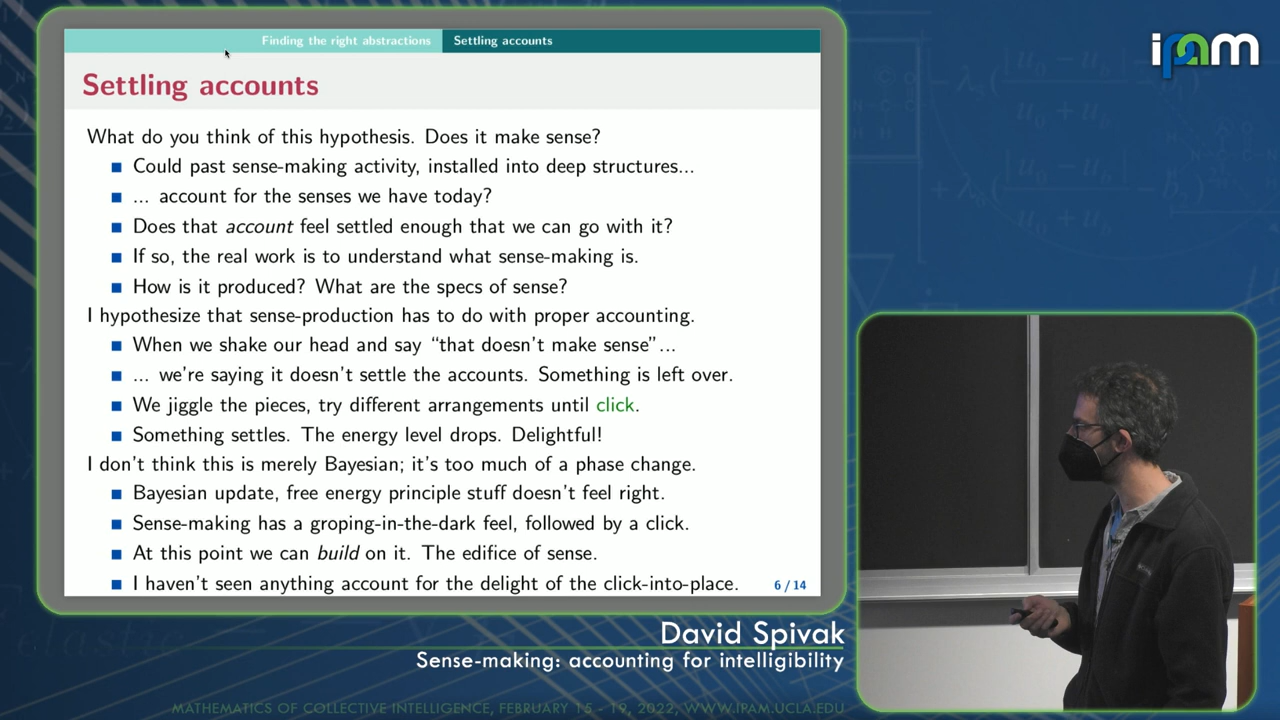 Finding the right abstractions Settling accounts
ipam
Settling accounts
What do you think of this hypothesis. Does it make sense?
■ Could past sense-making activity, installed into deep structures...
■ ... account for the senses we have today?
■ Does that account feel settled enough that we can go with it?
■ If so, the real work is to understand what sense-making is.
■ How is it produced? What are the specs of sense?
I hypothesize that sense-production has to do with proper accounting.
■ When we shake our head and say “that doesn't make sense”...
■ ... we're saying it doesn't settle the accounts. Something is left over.
■ We jiggle the pieces, try different arrangements until click.
■ Something settles. The energy level drops. Delightful!
I don't think this is merely Bayesian; it's too much of a phase change.
■ Bayesian update, free energy principle stuff doesn't feel right.
■ Sense-making has a groping-in-the-dark feel, followed by a click.
■ At this point we can build on it. The edifice of sense.
■ I haven't seen anything account for the delight of the click-into-place.
6 / 14
David Spivak
Sense-making: accounting for intelligibility
MATHEMATICS OF COLLECTIVE INTELLIGENCE, FEBRUARY 15 - 19, 2022, WWW.IPAM.UCLA.EDU